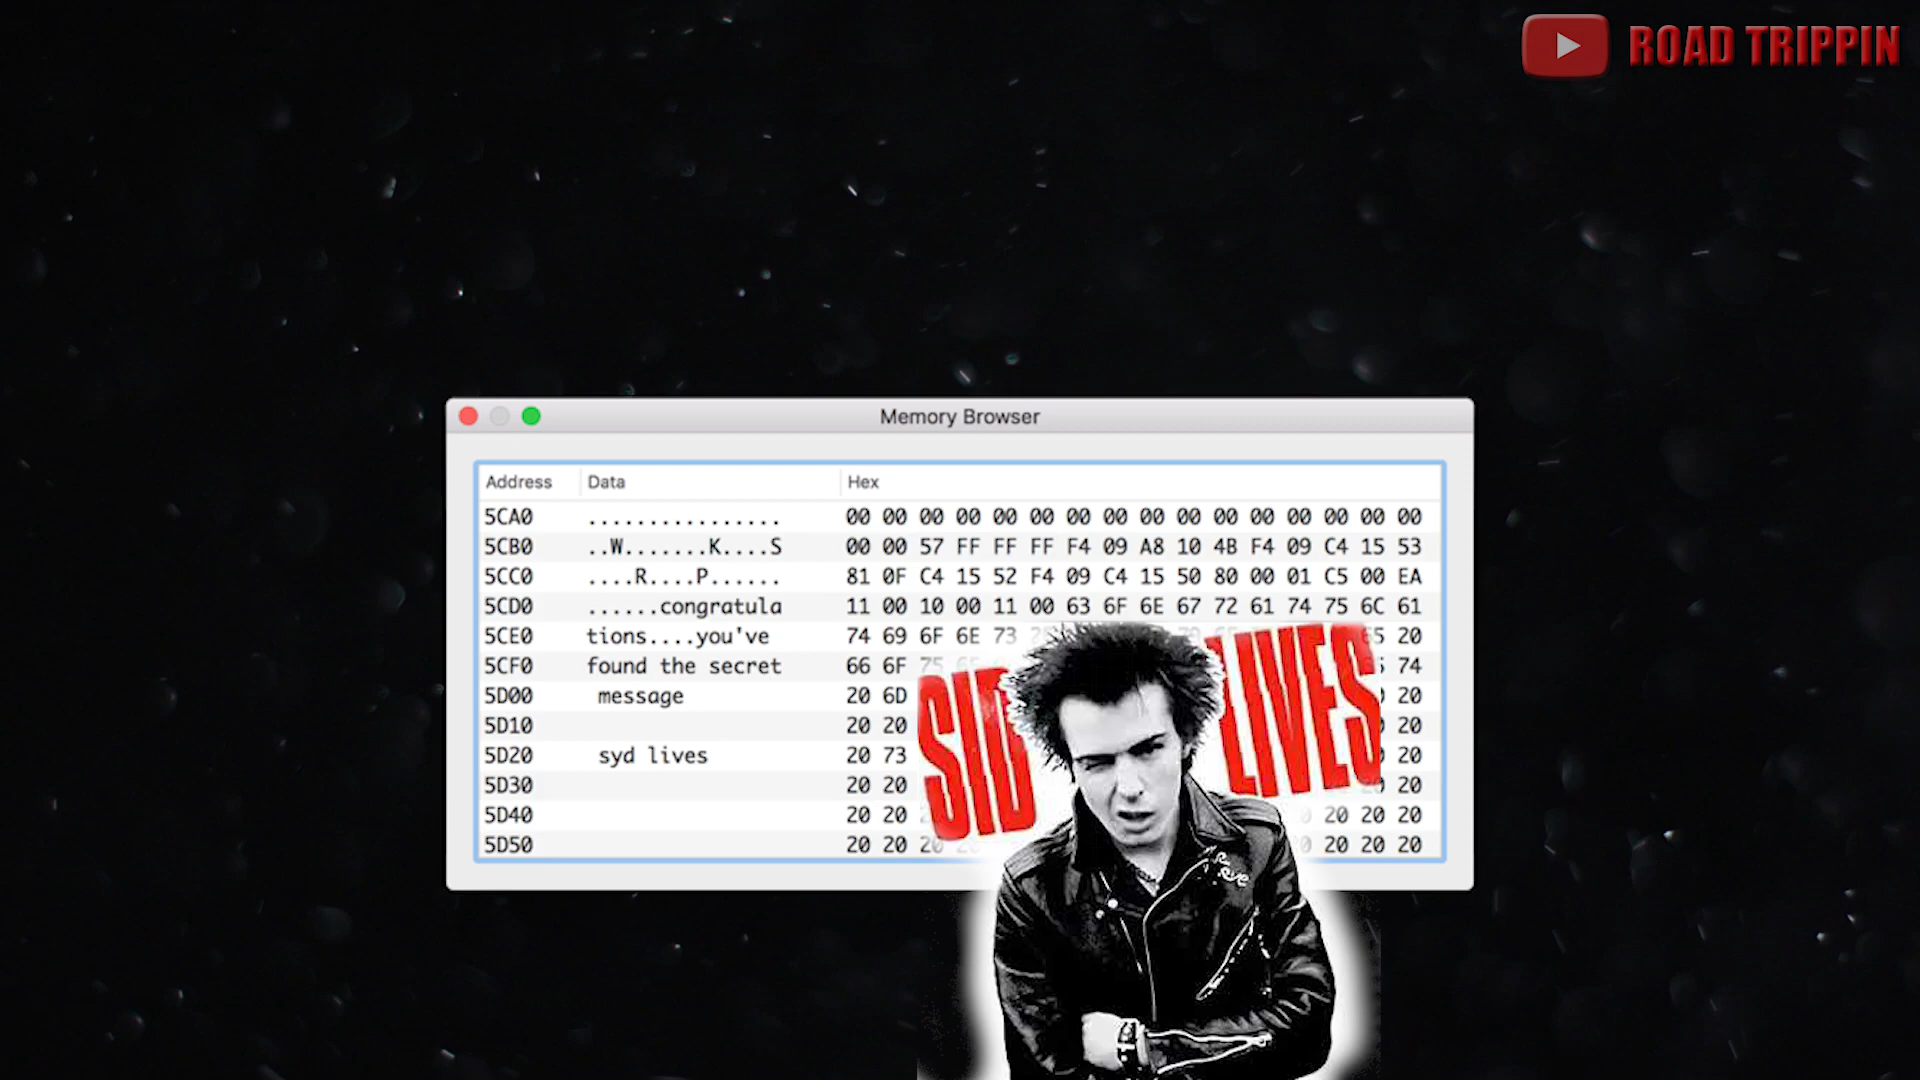 ROAD TRIPPIN
Memory Browser
Address Data Hex
5CA0 ................ 00 00 00 00 00 00 00 00 00 00 00 00 00 00 00 00
5CB0 ..W.......K....S 00 00 57 FF FF FF F4 09 A8 10 4B F4 09 C4 15 53
5CC0 ....R....P...... 81 0F C4 15 52 F4 09 C4 15 50 80 00 01 C5 00 EA
5CD0 ......congratula 11 00 10 00 11 00 63 6F 6E 67 72 61 74 75 6C 61
5CE0 tions....you've 74 69 6F 6E 73 20
5CF0 found the secret 66 6F 75 74
5D00 message 20 6D 20
5D10 20 20 20
5D20 syd lives 20 73 20
5D30 20 20 20
5D40 20 20 20 20 20
5D50 20 20 20 20 20 20
SID LIVES